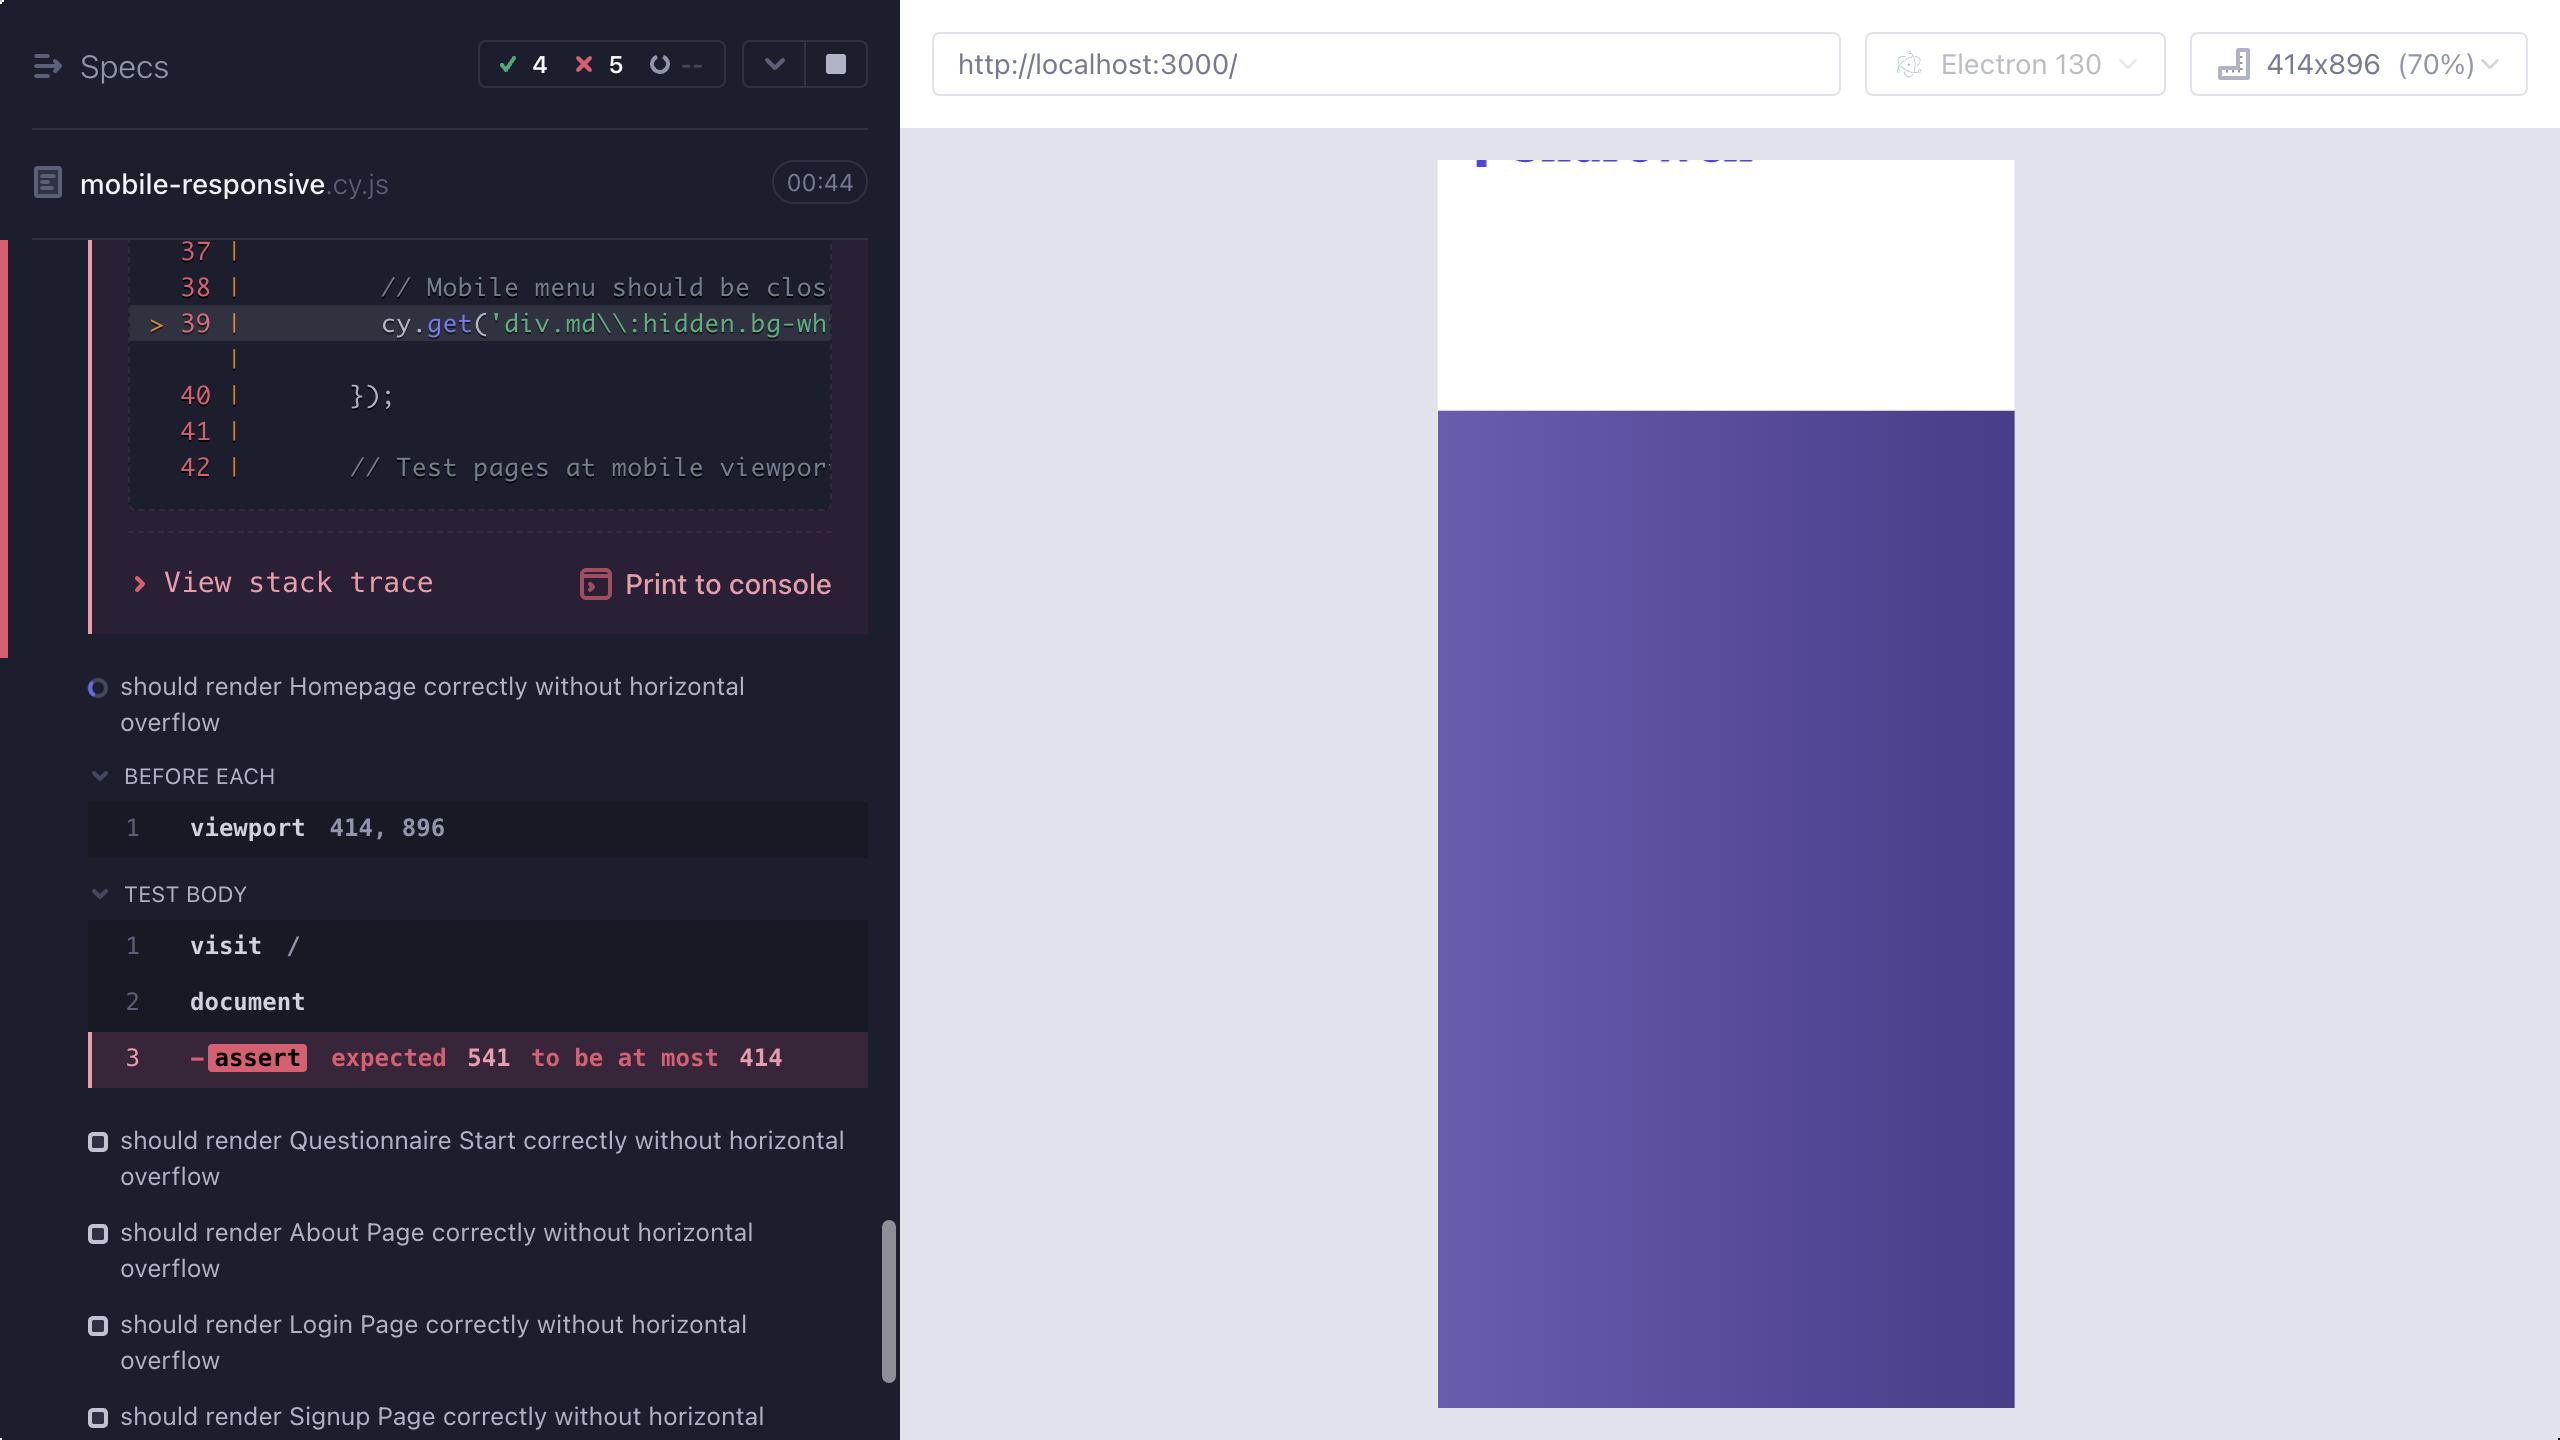 Specs
4 5 --
mobile-responsive.cy.js
00:44
37 |
38 | // Mobile menu should be clos
> 39 | cy.get('div.md\\:hidden.bg-wh
|
40 | });
41 |
42 | // Test pages at mobile viewpor
View stack trace
Print to console
should render Homepage correctly without horizontal
overflow
BEFORE EACH
1 viewport 414, 896
TEST BODY
1 visit /
2 document
3 -assert expected 541 to be at most 414
should render Questionnaire Start correctly without horizontal
overflow
should render About Page correctly without horizontal
overflow
should render Login Page correctly without horizontal
overflow
should render Signup Page correctly without horizontal
http://localhost:3000/
Electron 130
414x896 (70%)